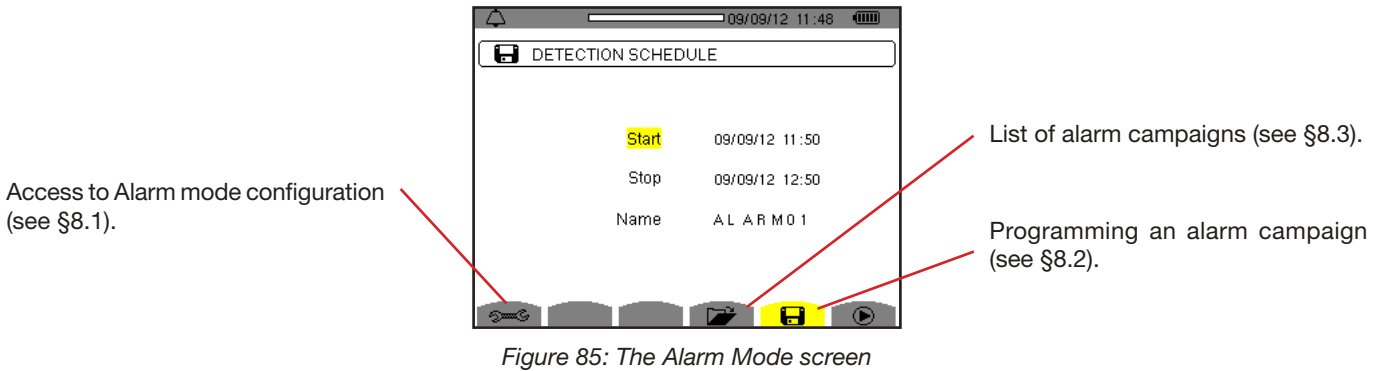 09/09/12 11:48
DETECTION SCHEDULE
Start 09/09/12 11:50
Stop 09/09/12 12:50
Name ALARM01
Access to Alarm mode configuration
(see §8.1).
List of alarm campaigns (see §8.3).
Programming an alarm campaign
(see §8.2).
Figure 85: The Alarm Mode screen